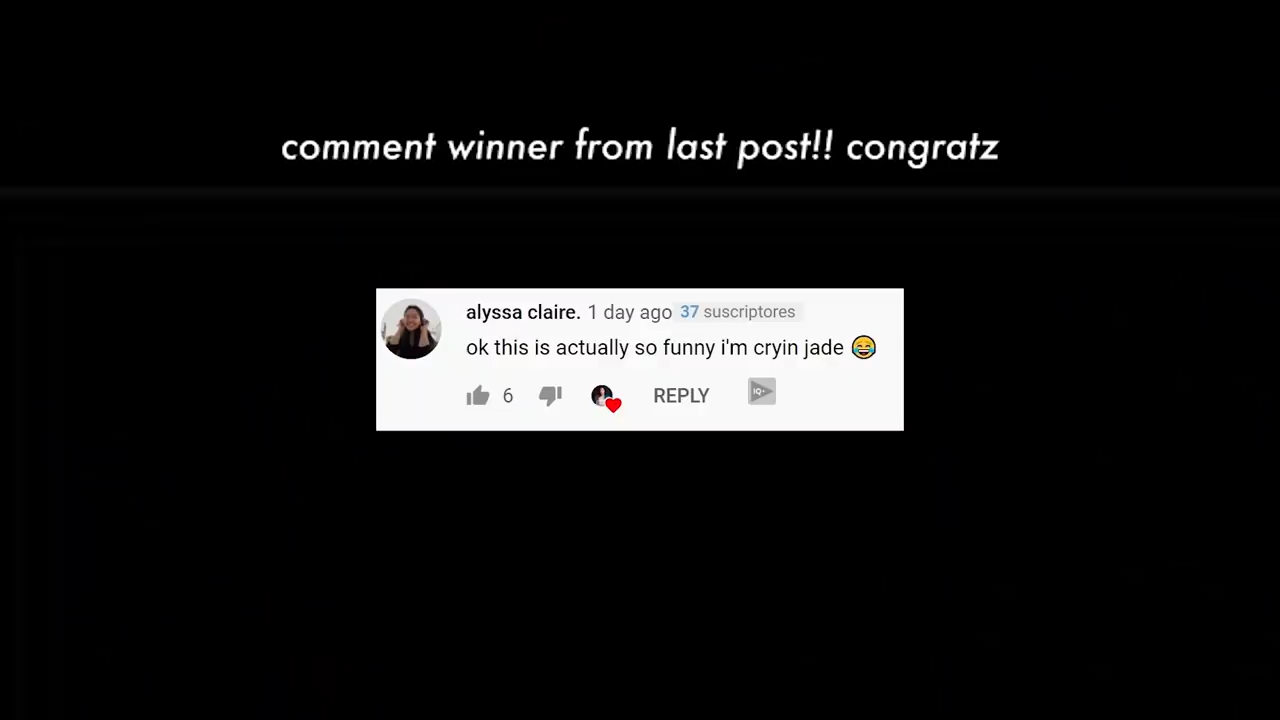 comment winner from last post!! congratz
alyssa claire. 1 day ago 37 suscriptores
ok this is actually so funny i'm cryin jade 😂
6 REPLY IQ+